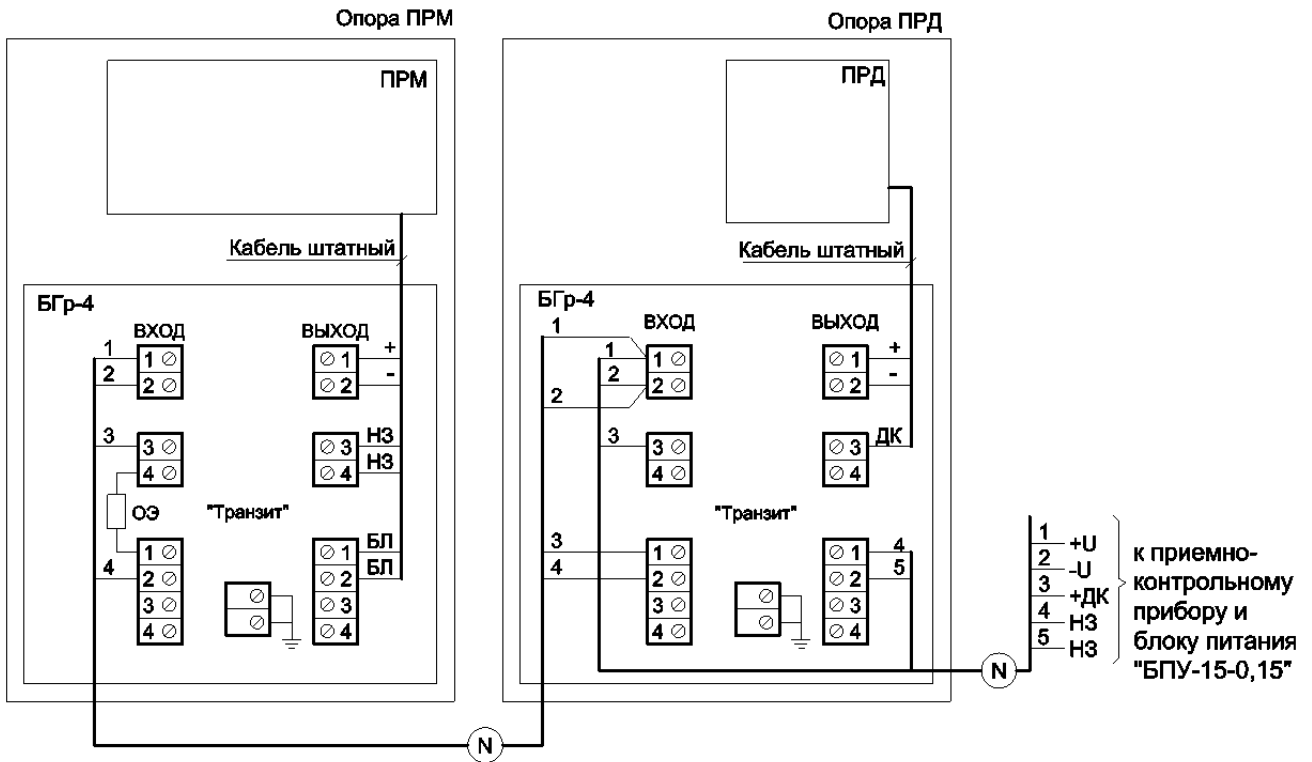 Опора ПРМ
ПРМ
Кабель штатный
БГр-4
ВХОД
ВЫХОД
1
1
1
+
2
2
2
-
3
3
3
НЗ
4
4
НЗ
ОЭ
"Транзит"
1
1
БЛ
4
2
2
БЛ
3
3
4
4
Опора ПРД
ПРД
Кабель штатный
БГр-4
1
ВХОД
ВЫХОД
1
1
1
+
2
2
2
-
2
3
3
3
ДК
4
4
"Транзит"
3
1
1
4
4
2
2
5
3
3
4
4
N
N
1 +U
2 -U
3 +ДК
4 НЗ
5 НЗ
к приемно-
контрольному
прибору и
блоку питания
"БПУ-15-0,15"